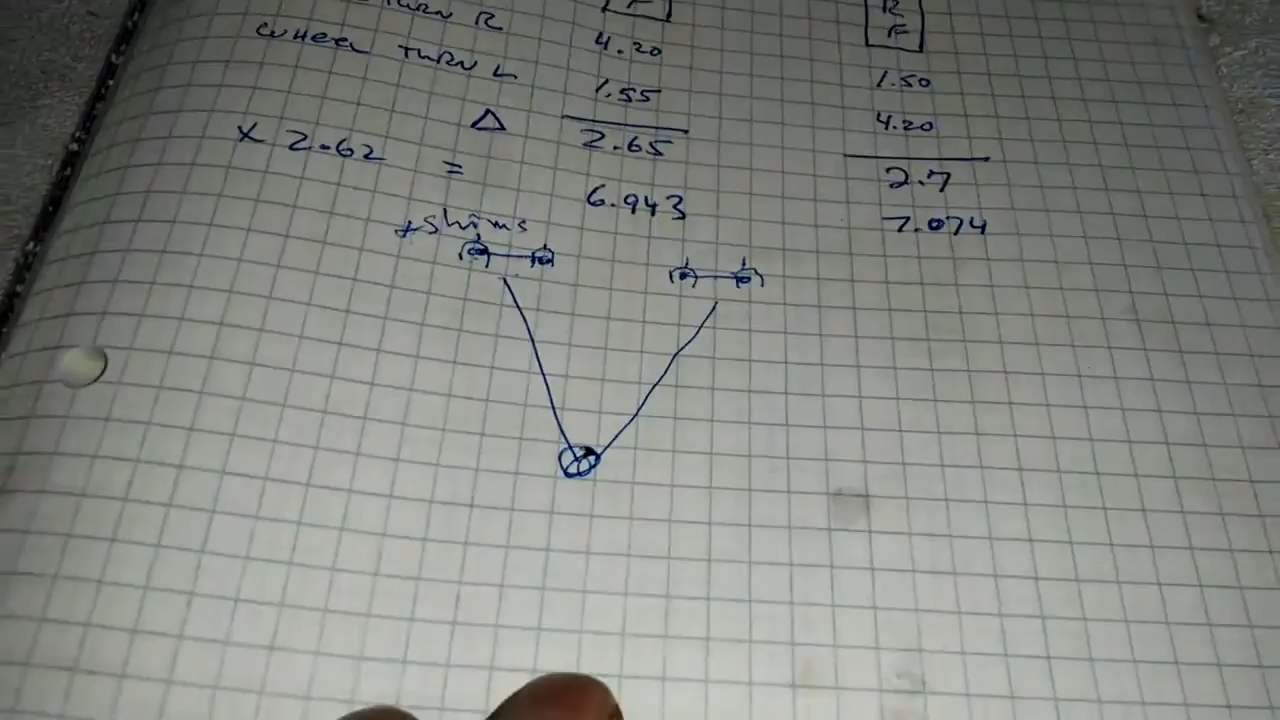 TURN R
F
R
F
wheel TURN L
4.20
1.50
1.55
4.20
Δ
2.65
2.7
x 2.62 =
6.943
7.074
+shims